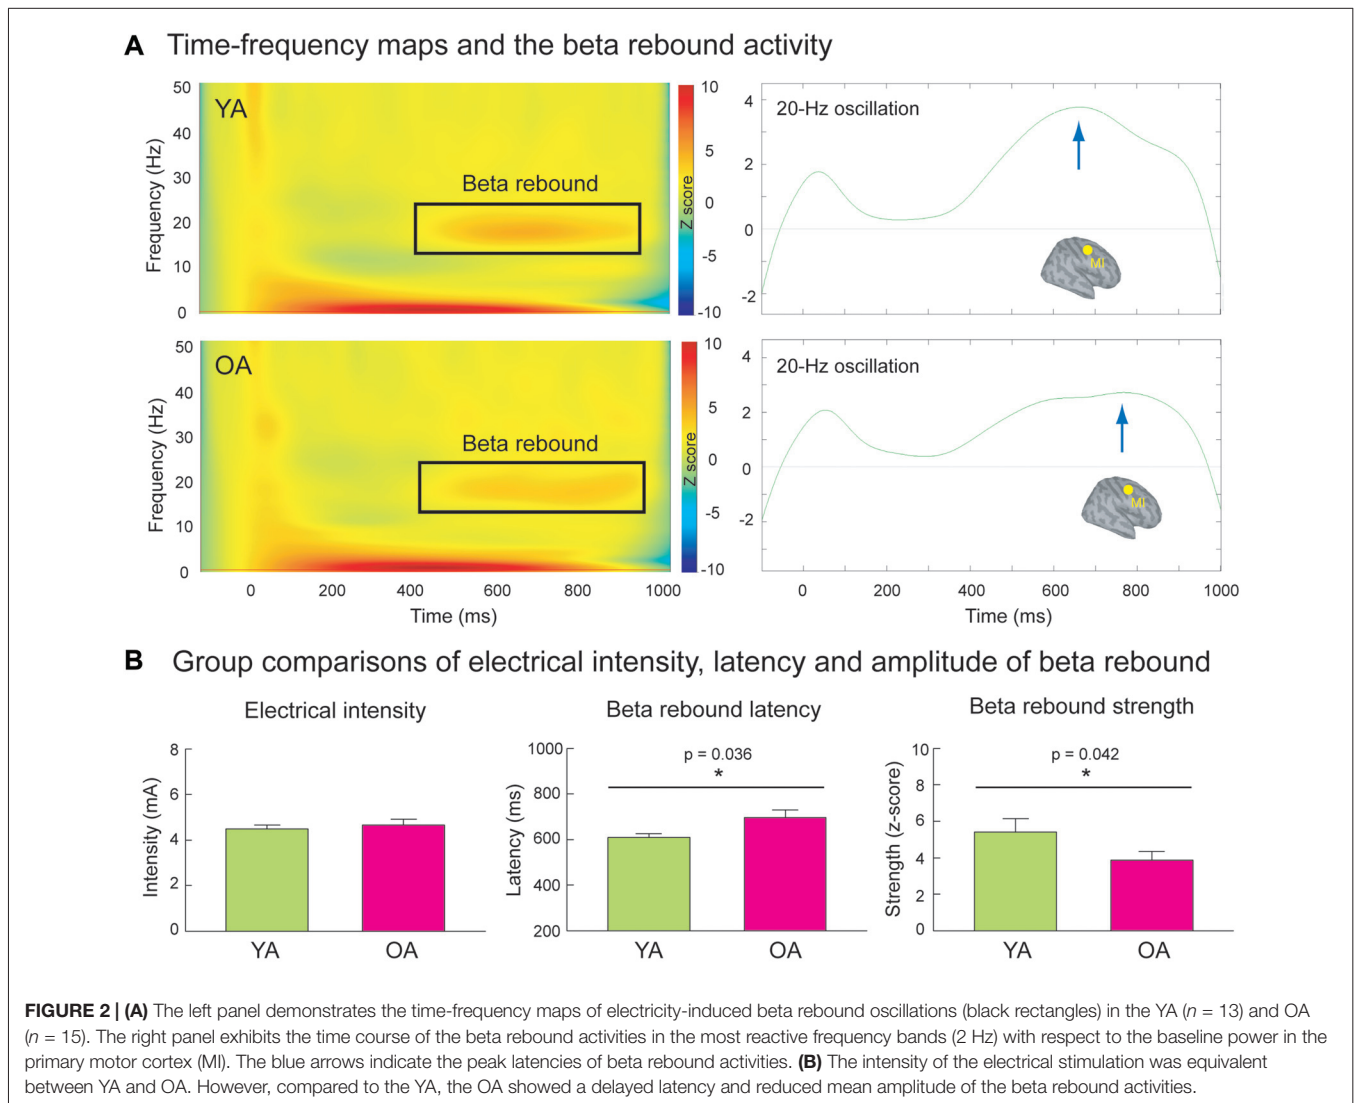 A Time-frequency maps and the beta rebound activity
YA
Beta rebound
Frequency (Hz)
50
40
30
20
10
0
10
5
0
-5
-10
Z score
20-Hz oscillation
4
2
0
-2
MI
OA
Beta rebound
Frequency (Hz)
50
40
30
20
10
0
0 200 400 600 800 1000
Time (ms)
10
5
0
-5
-10
Z score
20-Hz oscillation
4
2
0
-2
MI
0 200 400 600 800 1000
Time (ms)
B Group comparisons of electrical intensity, latency and amplitude of beta rebound
Electrical intensity
Intensity (mA)
8
6
4
2
0
YA OA
Beta rebound latency
Latency (ms)
1000
800
600
400
200
p = 0.036
*
YA OA
Beta rebound strength
Strength (z-score)
10
8
6
4
2
0
p = 0.042
*
YA OA
FIGURE 2 | (A) The left panel demonstrates the time-frequency maps of electricity-induced beta rebound oscillations (black rectangles) in the YA (n = 13) and OA
(n = 15). The right panel exhibits the time course of the beta rebound activities in the most reactive frequency bands (2 Hz) with respect to the baseline power in the
primary motor cortex (MI). The blue arrows indicate the peak latencies of beta rebound activities. (B) The intensity of the electrical stimulation was equivalent
between YA and OA. However, compared to the YA, the OA showed a delayed latency and reduced mean amplitude of the beta rebound activities.